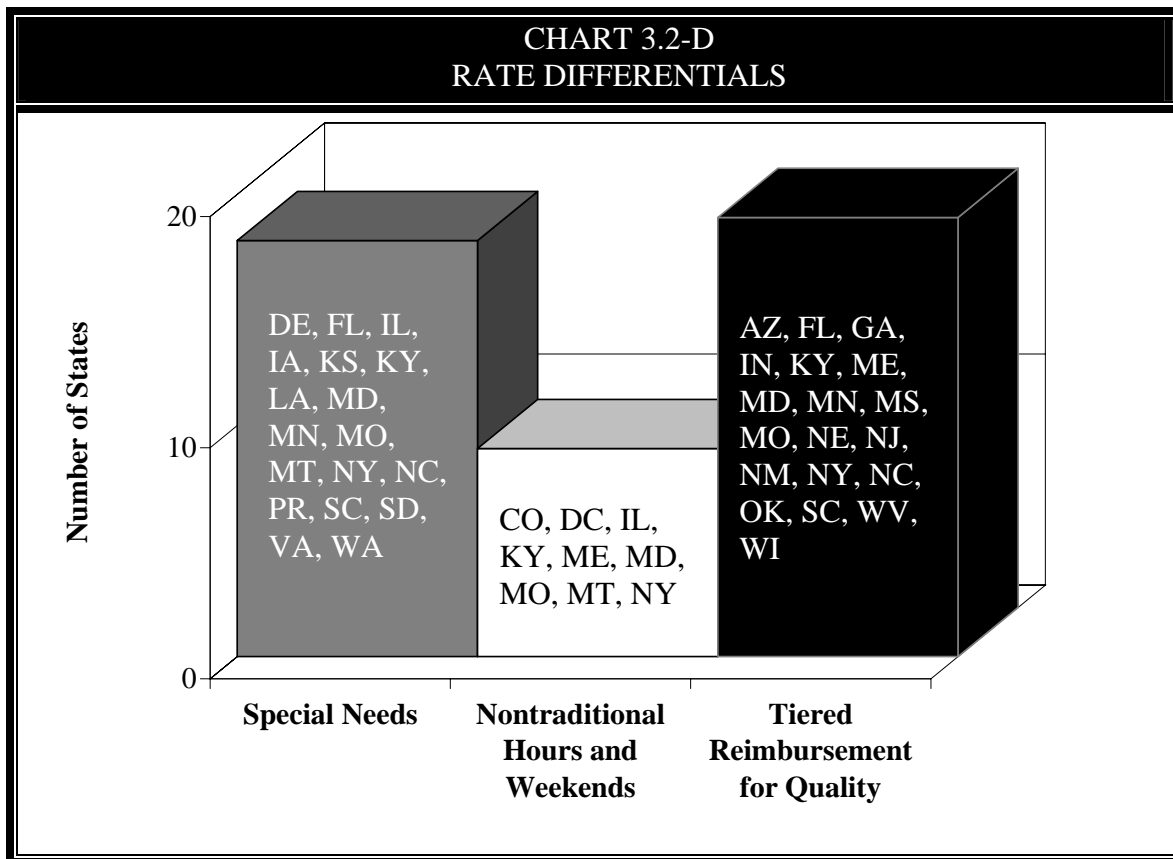 CHART 3.2-D
RATE DIFFERENTIALS
Number of States
20
10
0
DE, FL, IL,
IA, KS, KY,
LA, MD,
MN, MO,
MT, NY, NC,
PR, SC, SD,
VA, WA
CO, DC, IL,
KY, ME, MD,
MO, MT, NY
AZ, FL, GA,
IN, KY, ME,
MD, MN, MS,
MO, NE, NJ,
NM, NY, NC,
OK, SC, WV,
WI
Special Needs
Nontraditional
Hours and
Weekends
Tiered
Reimbursement
for Quality